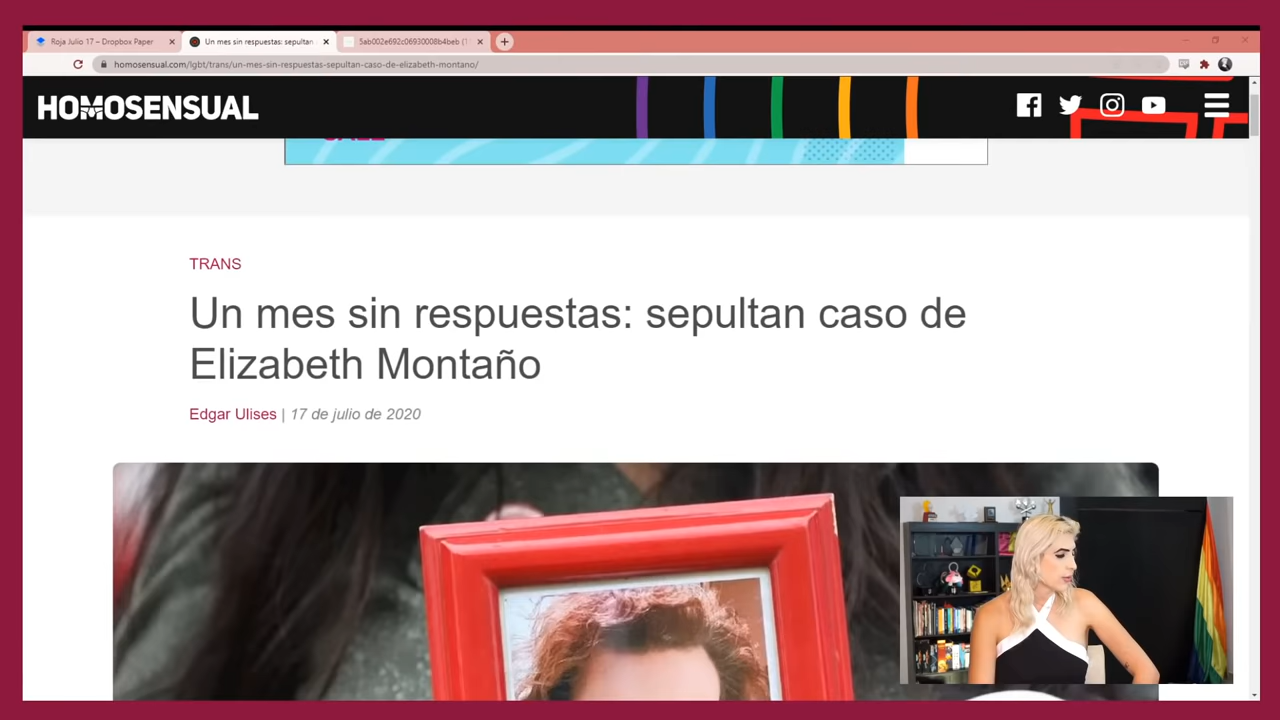 Roja Julio 17 – Dropbox Paper
Un mes sin respuestas: sepultan
5ab002e692c06930008b4beb (1
homosensual.com/lgbt/trans/un-mes-sin-respuestas-sepultan-caso-de-elizabeth-montano/
HOMOSENSUAL
TRANS
Un mes sin respuestas: sepultan caso de
Elizabeth Montaño
Edgar Ulises | 17 de julio de 2020